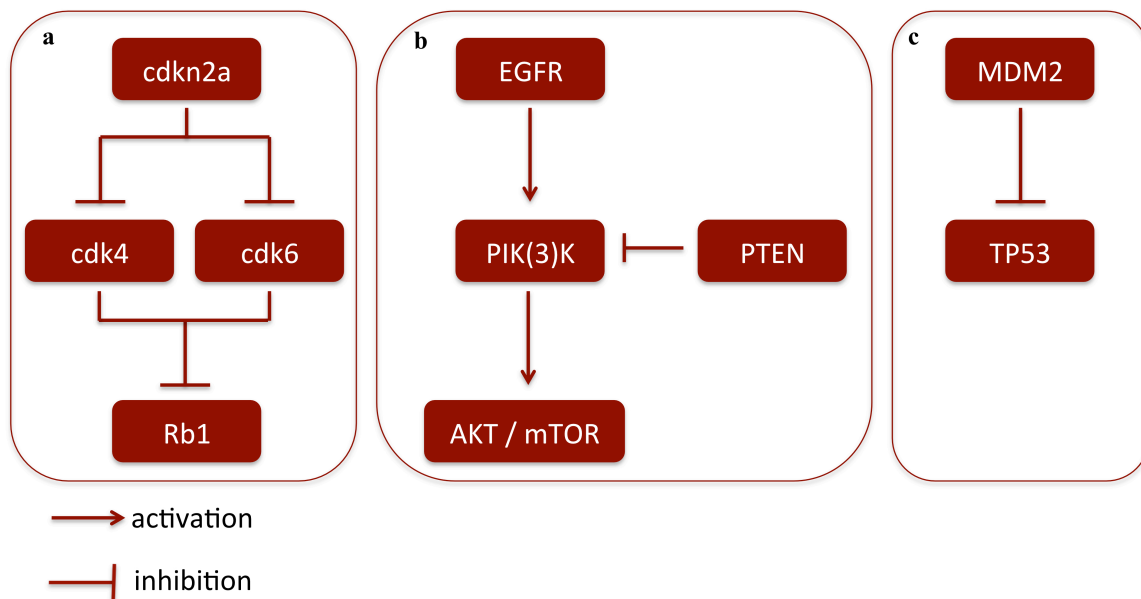 a
cdkn2a
cdk4
cdk6
Rb1
b
EGFR
PIK(3)K
PTEN
AKT / mTOR
c
MDM2
TP53
activation
inhibition